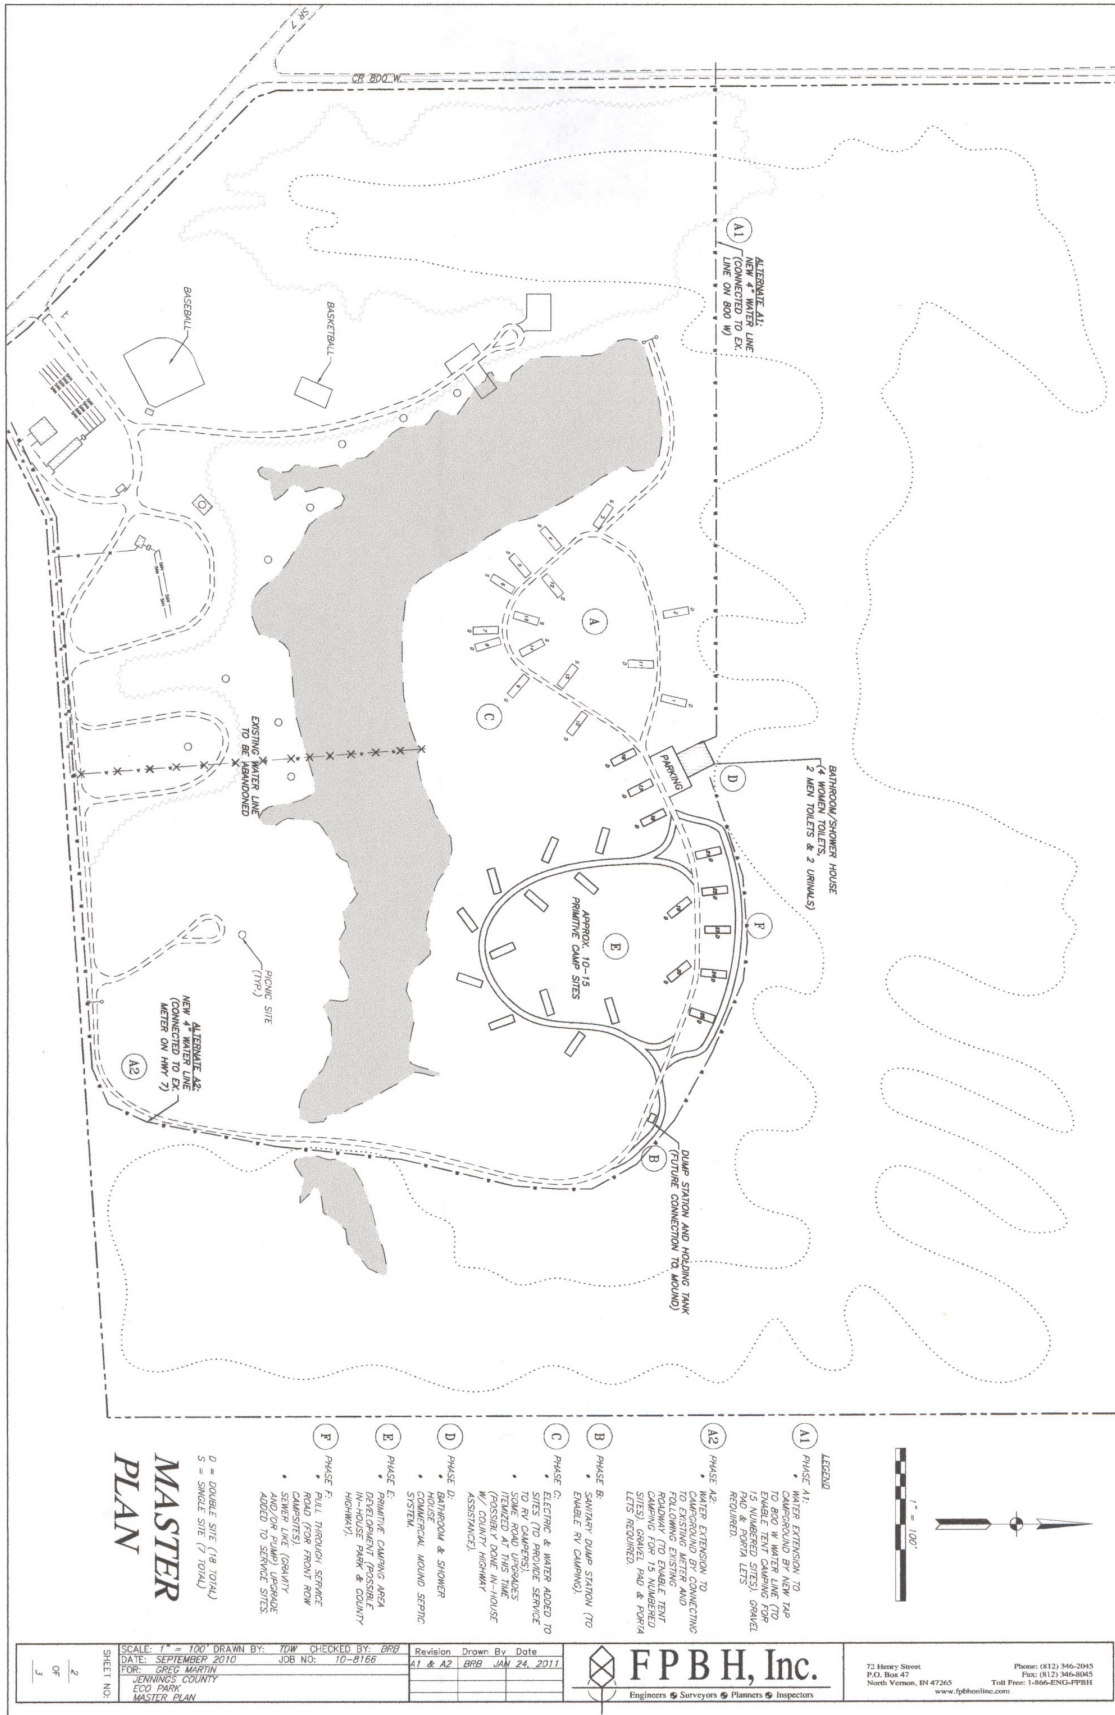 SR 7
CR 800 W.
A1
ALTERNATE A1:
NEW 4" WATER LINE
(CONNECTED TO EX.
LINE ON 800 W)
BASEBALL
BASKETBALL
A
C
PARKING
D
BATHROOM/SHOWER HOUSE
(4 WOMEN TOILETS,
2 MEN TOILETS & 2 URINALS)
EXISTING WATER LINE
TO BE ABANDONED
F
E
APPROX. 10-15
PRIMITIVE CAMP SITES
PICNIC SITE
(TYP.)
ALTERNATE A2:
NEW 4" WATER LINE
(CONNECTED TO EX.
METER ON HWY 7)
A2
B
DUMP STATION AND HOLDING TANK
(FUTURE CONNECTION TO MOUND)
1" = 100'
LEGEND
A1 PHASE A1:
• WATER EXTENSION TO
CAMPGROUND BY NEW TAP
TO 800 W WATER LINE (TO
ENABLE TENT CAMPING FOR
15 NUMBERED SITES), GRAVEL
PAD & PORTA LETS
REQUIRED.
A2 PHASE A2:
• WATER EXTENSION TO
CAMPGROUND BY CONNECTING
TO EXISTING METER AND
FOLLOWING EXISTING
ROADWAY (TO ENABLE TENT
CAMPING FOR 15 NUMBERED
SITES), GRAVEL PAD & PORTA
LETS REQUIRED.
B PHASE B:
• SANITARY DUMP STATION (TO
ENABLE RV CAMPING).
C PHASE C:
• ELECTRIC & WATER ADDED TO
SITES (TO PROVIDE SERVICE
TO RV CAMPERS).
• SOME ROAD UPGRADES
ITEMIZED AT THIS TIME
(POSSIBLY DONE IN-HOUSE
W/ COUNTY HIGHWAY
ASSISTANCE).
D PHASE D:
• BATHROOM & SHOWER
HOUSE
• COMMERCIAL MOUND SEPTIC
SYSTEM.
E PHASE E:
• PRIMITIVE CAMPING AREA
DEVELOPMENT (POSSIBLE
IN-HOUSE PARK & COUNTY
HIGHWAY).
F PHASE F:
• PULL THROUGH SERVICE
ROAD (FOR FRONT ROW
CAMPSITES).
• SEWER LIKE (GRAVITY
AND/OR PUMP) UPGRADE
ADDED TO SERVICE SITES.
D = DOUBLE SITE (18 TOTAL)
S = SINGLE SITE (7 TOTAL)
MASTER
PLAN
SHEET NO:
2
OF
3
SCALE: 1" = 100' DRAWN BY: TDW CHECKED BY: BRB
DATE: SEPTEMBER 2010 JOB NO: 10-8166
FOR: GREG MARTIN
JENNINGS COUNTY
ECO PARK
MASTER PLAN
Revision Drawn By Date
A1 & A2 BRB JAN 24, 2011
FPBH, Inc.
Engineers Surveyors Planners Inspectors
72 Henry Street
P.O. Box 47
North Vernon, IN 47265
Phone: (812) 346-2045
Fax: (812) 346-8045
Toll Free: 1-866-ENG-FPBH
www.fpbhonline.com